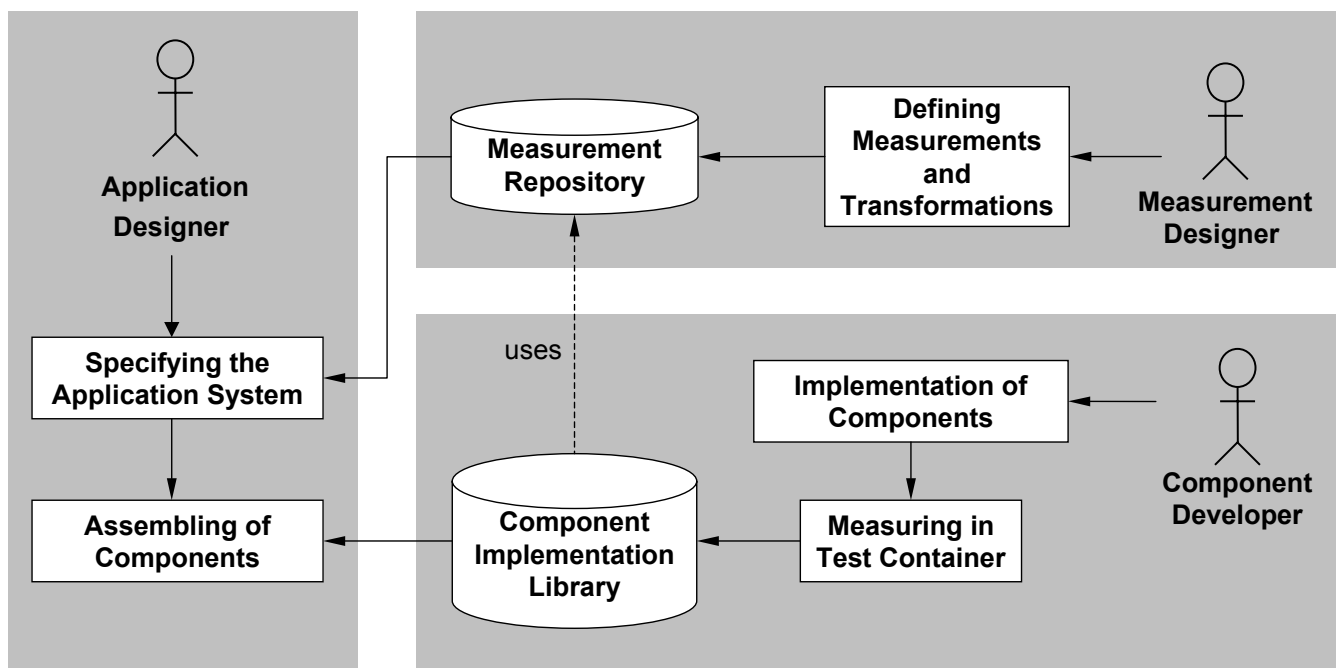 Application
Designer
Specifying the
Application System
Assembling of
Components
Measurement
Repository
Defining
Measurements
and
Transformations
Measurement
Designer
uses
Implementation of
Components
Component
Developer
Component
Implementation
Library
Measuring in
Test Container